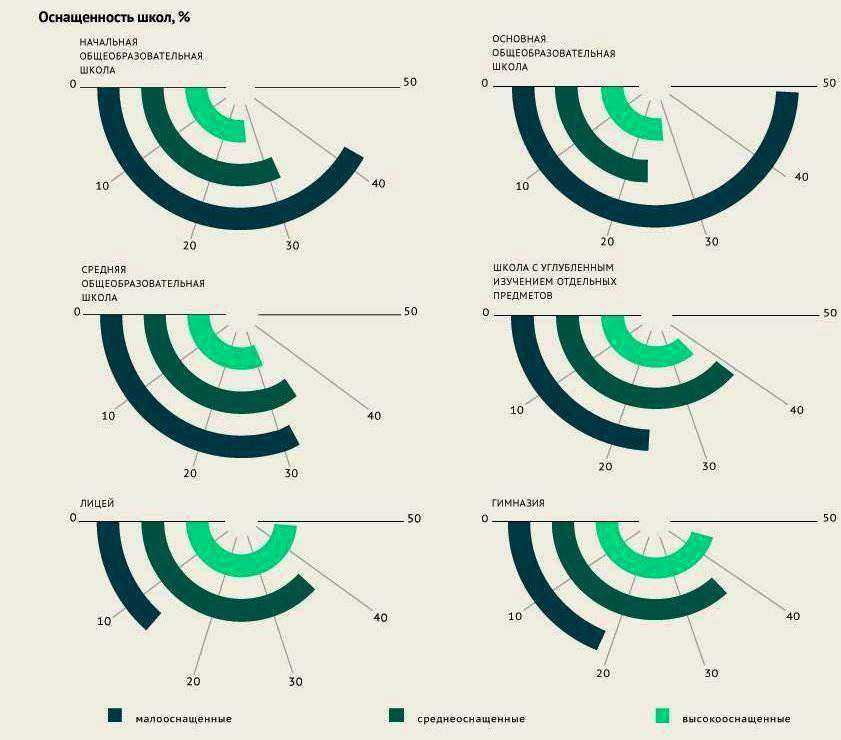 Оснащенность школ, %
НАЧАЛЬНАЯ
ОБЩЕОБРАЗОВАТЕЛЬНАЯ
ШКОЛА
0
10
20
30
40
50
ОСНОВНАЯ
ОБЩЕОБРАЗОВАТЕЛЬНАЯ
ШКОЛА
0
10
20
30
40
50
СРЕДНЯЯ
ОБЩЕОБРАЗОВАТЕЛЬНАЯ
ШКОЛА
0
10
20
30
40
50
ШКОЛА С УГЛУБЛЕННЫМ
ИЗУЧЕНИЕМ ОТДЕЛЬНЫХ
ПРЕДМЕТОВ
0
10
20
30
40
50
ЛИЦЕЙ
0
10
20
30
40
50
ГИМНАЗИЯ
0
10
20
30
40
50
малооснащенные
среднеоснащенные
высокооснащенные